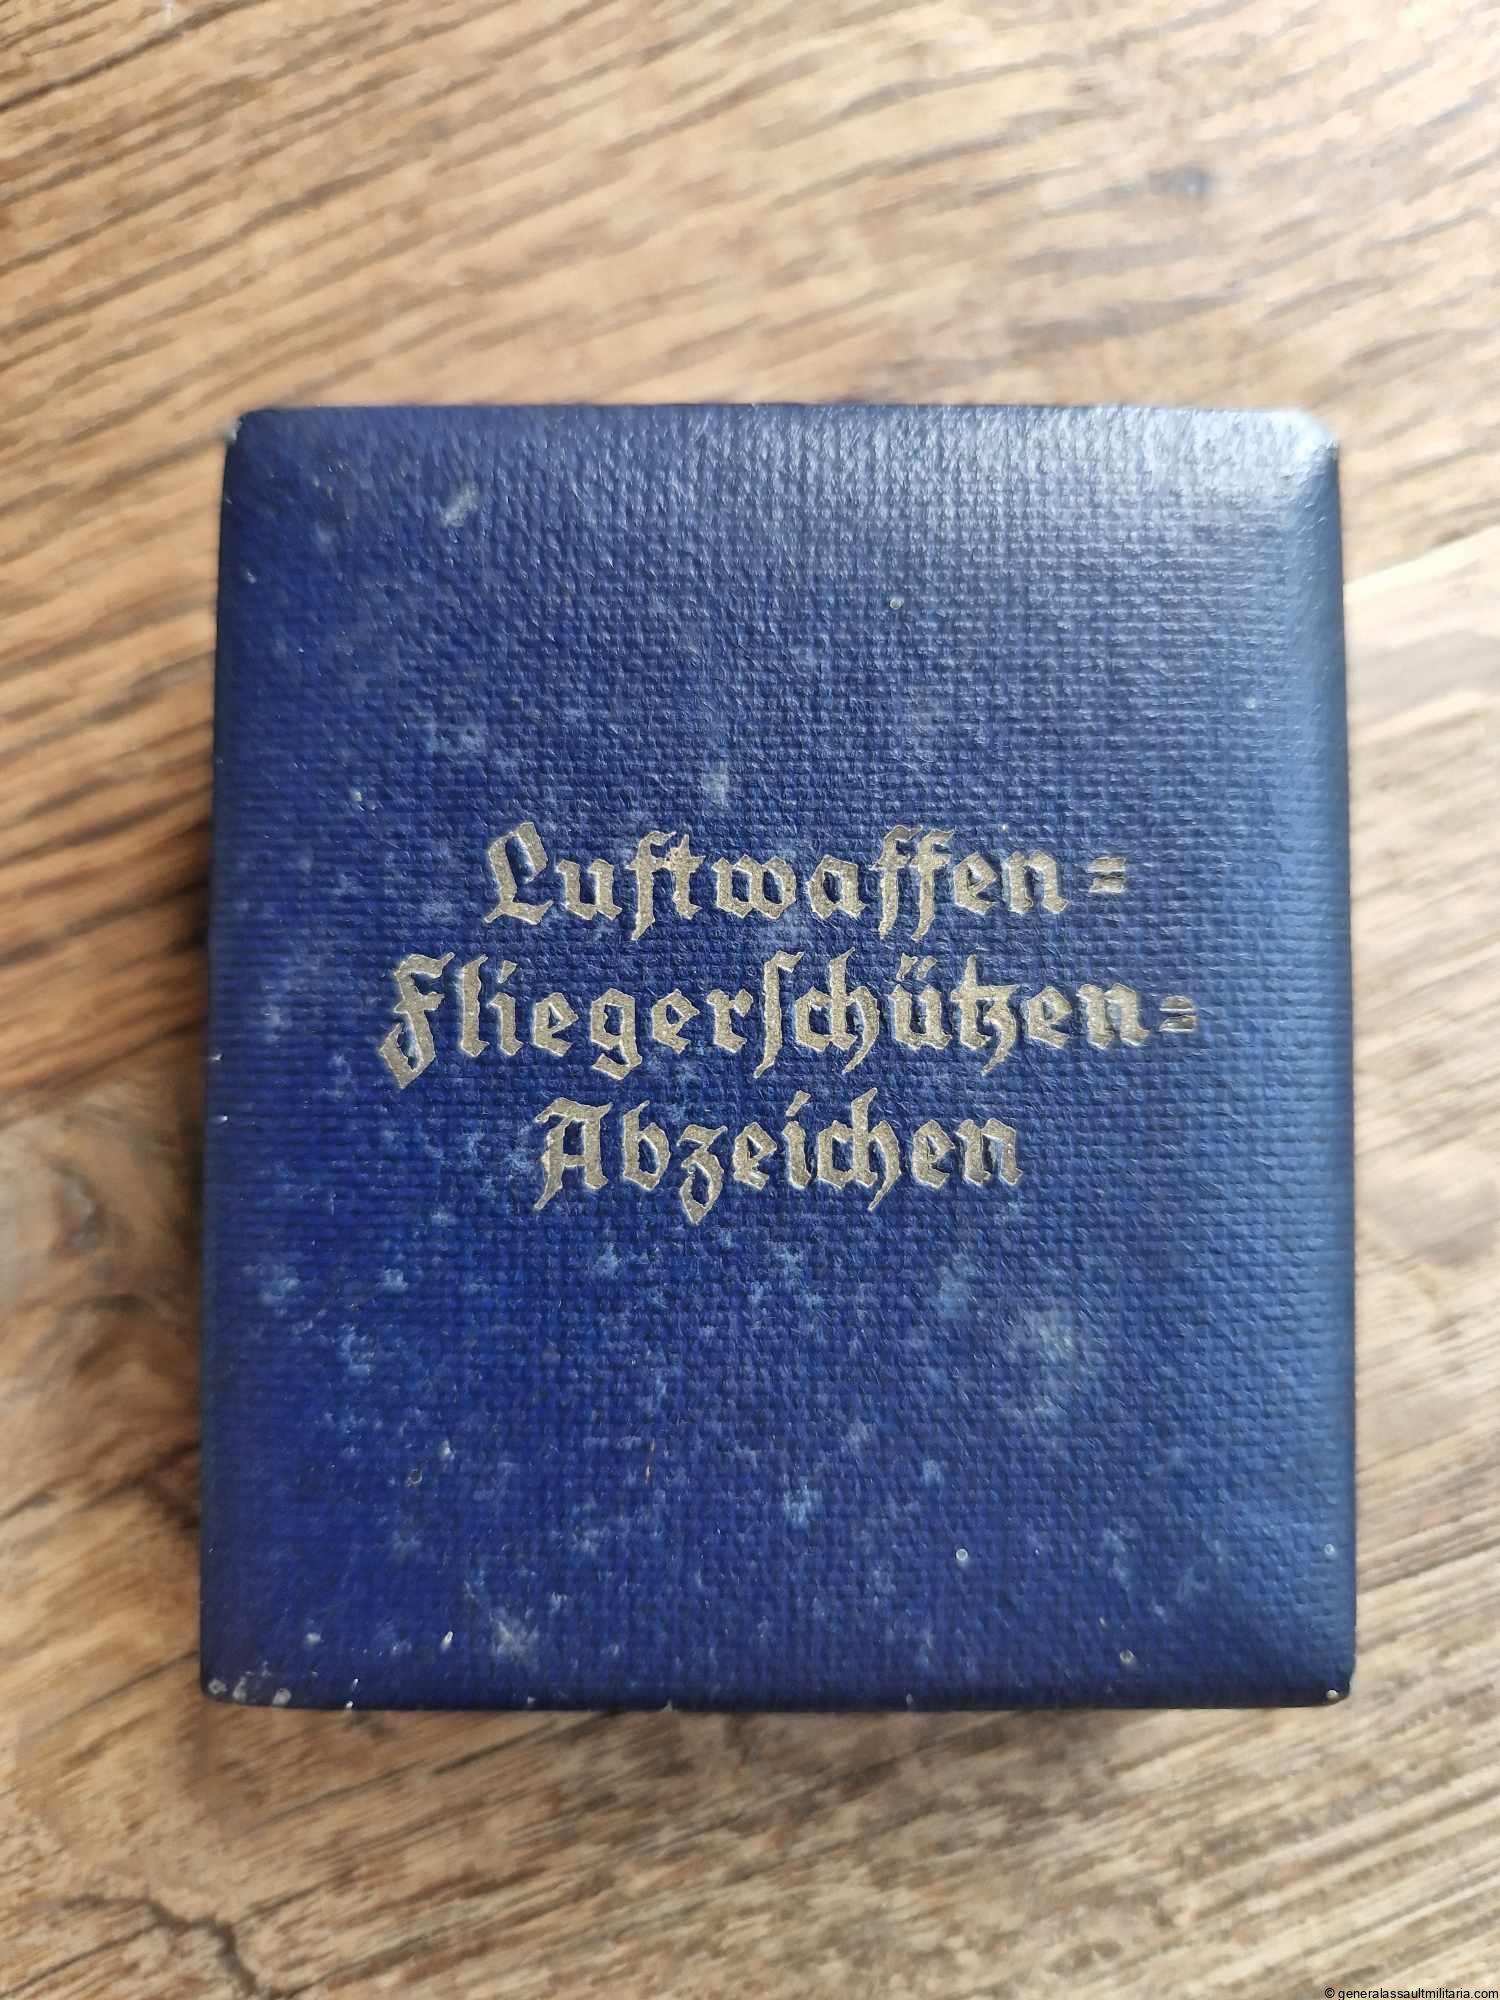 Luftwaffen=
Fliegerſchützen=
Abzeichen
© generalassaultmilitaria.com